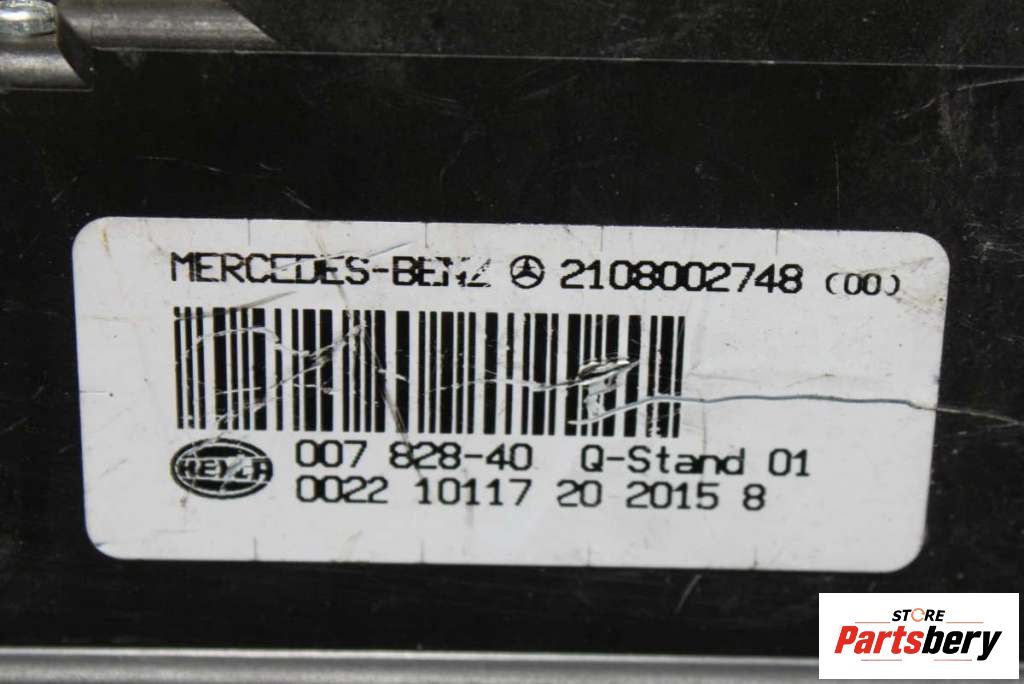 MERCEDES-BENZ 2108002748 (00)
HELLA 007 828-40 Q-Stand 01
0022 10117 20 2015 8
STORE
Partsbery